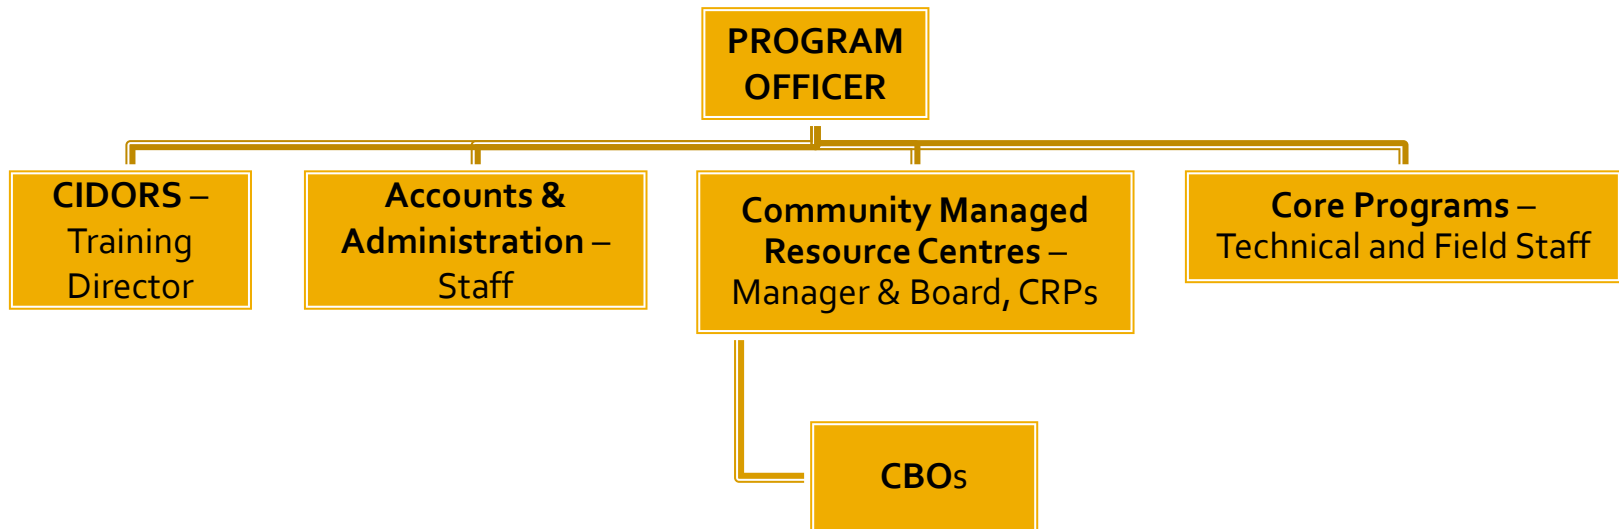 PROGRAM
OFFICER
CIDORS –
Training
Director
Accounts &
Administration –
Staff
Community Managed
Resource Centres –
Manager & Board, CRPs
Core Programs –
Technical and Field Staff
CBOs